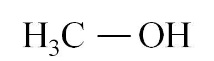 H₃C — OH